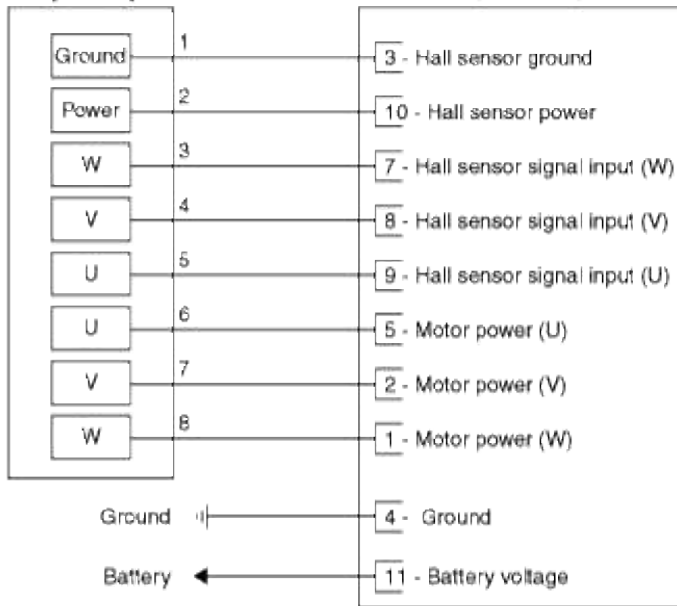 Ground 1 3 - Hall sensor ground
Power 2 10 - Hall sensor power
W 3 7 - Hall sensor signal input (W)
V 4 8 - Hall sensor signal input (V)
U 5 9 - Hall sensor signal input (U)
U 6 5 - Motor power (U)
V 7 2 - Motor power (V)
W 8 1 - Motor power (W)
Ground 4 - Ground
Battery 11 - Battery voltage